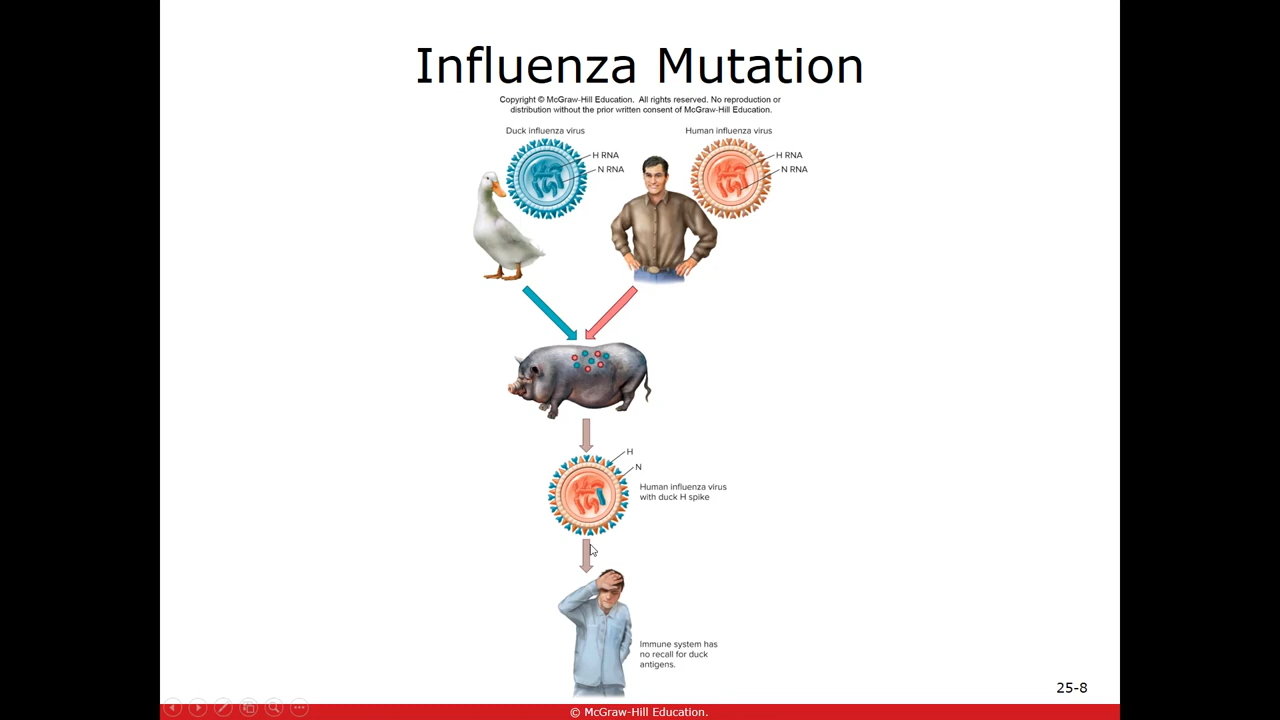 Influenza Mutation
Copyright © McGraw-Hill Education. All rights reserved. No reproduction or
distribution without the prior written consent of McGraw-Hill Education.
Duck influenza virus
H RNA
N RNA
Human influenza virus
H RNA
N RNA
H
N
Human influenza virus
with duck H spike
Immune system has
no recall for duck
antigens.
25-8
© McGraw-Hill Education.